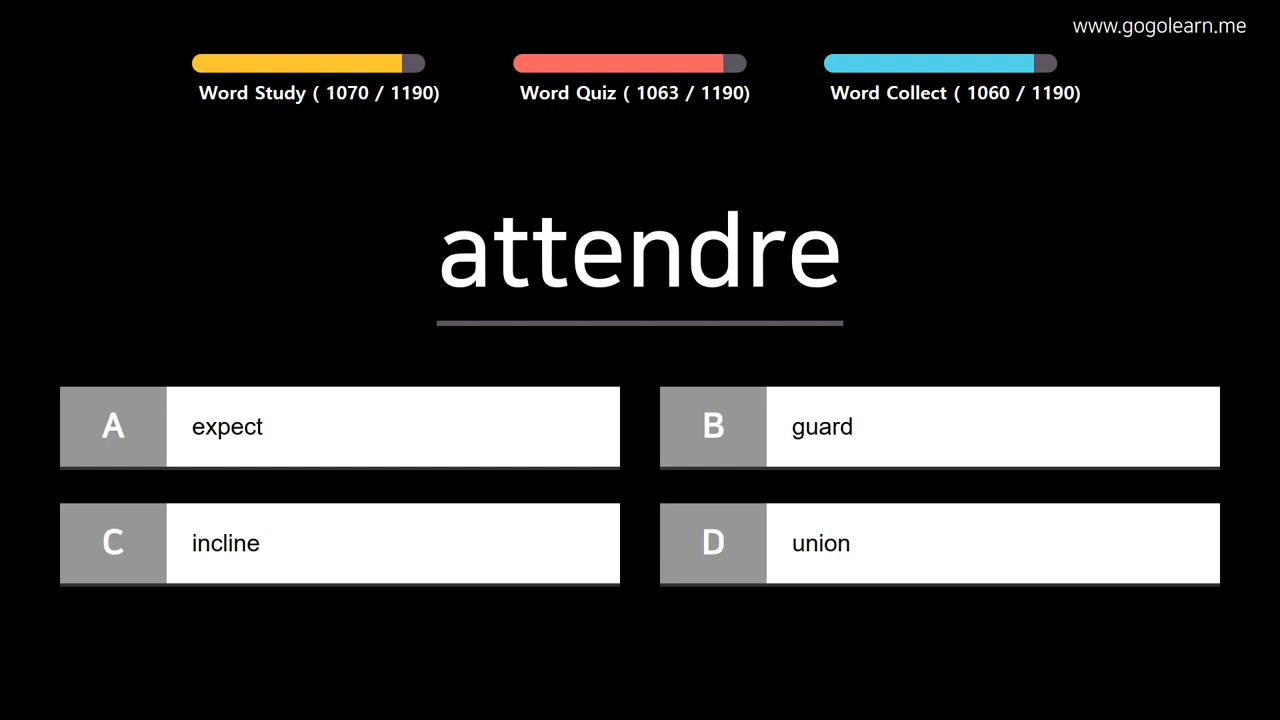 www.gogolearn.me
Word Study ( 1070 / 1190)
Word Quiz ( 1063 / 1190)
Word Collect ( 1060 / 1190)
attendre
A expect
B guard
C incline
D union